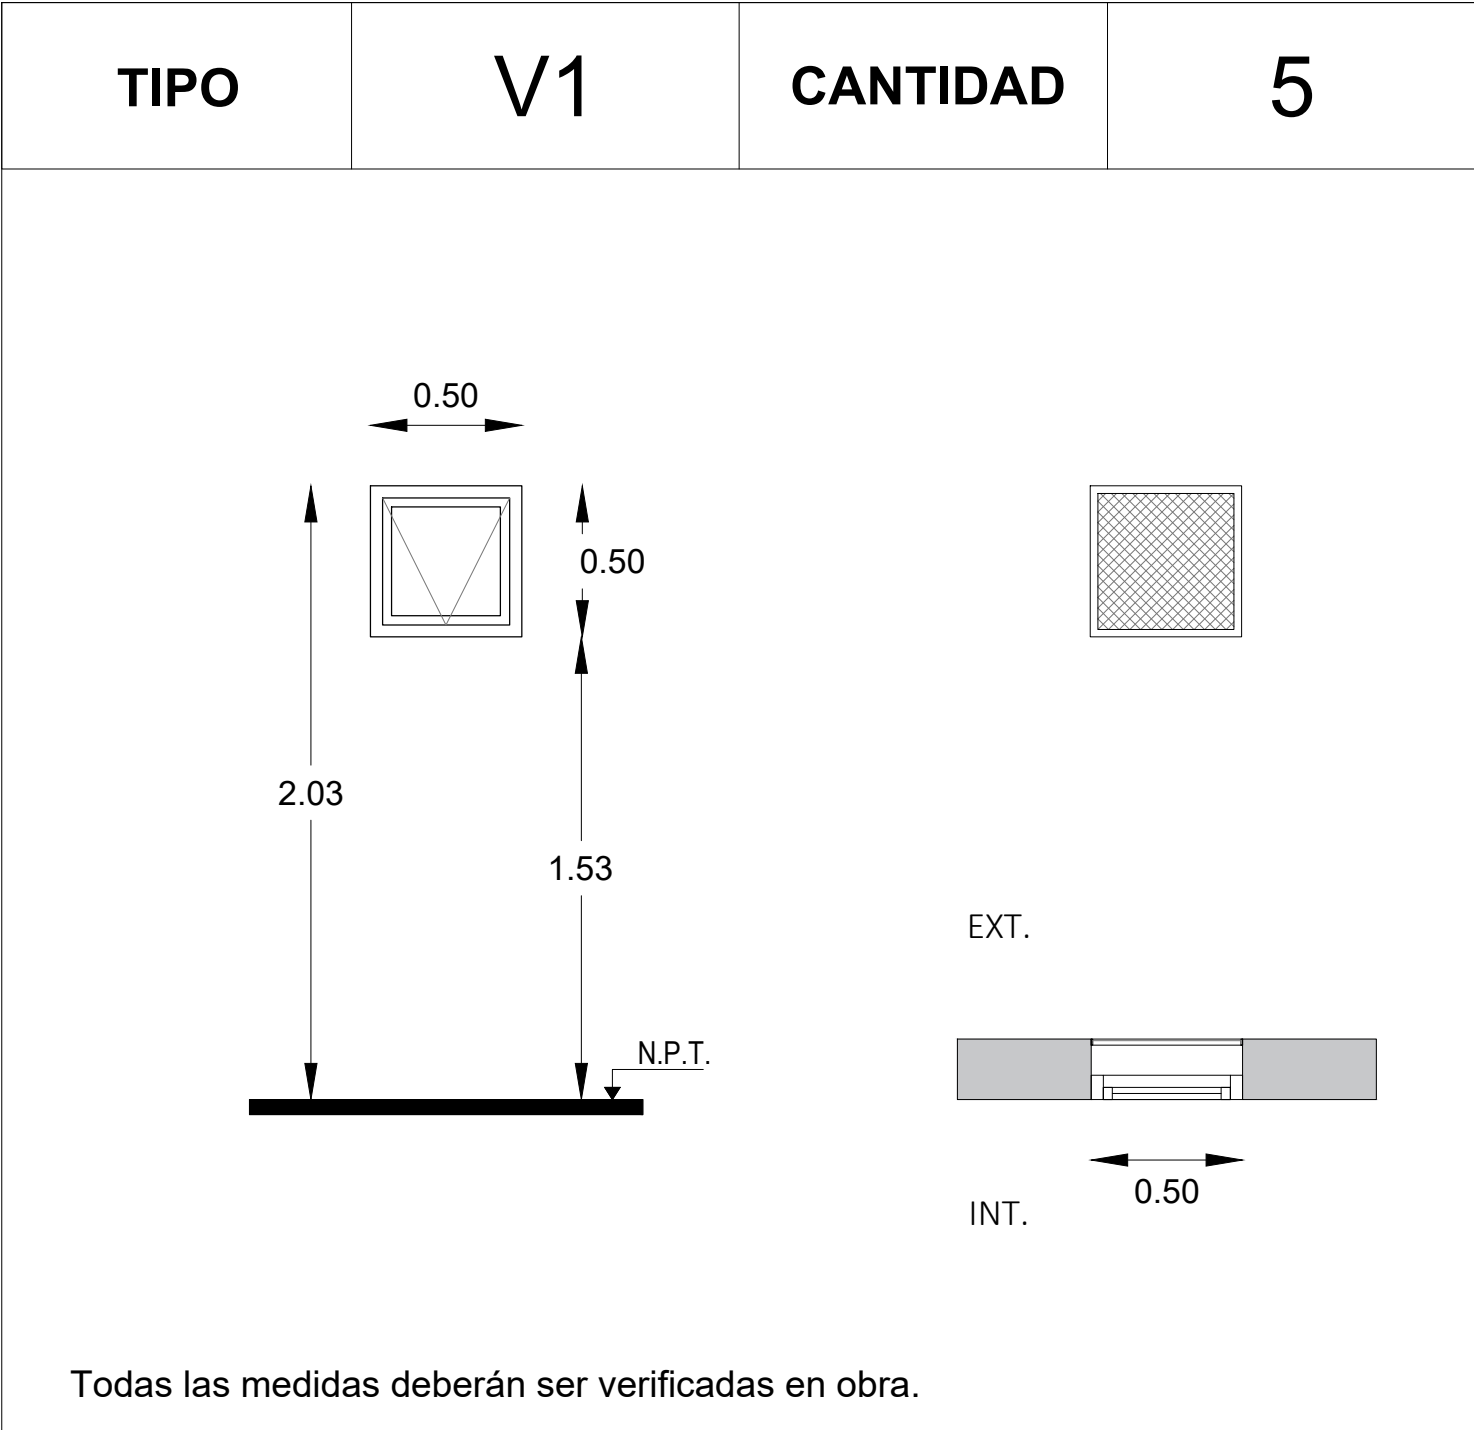 TIPO V1 CANTIDAD 5
0.50
0.50
2.03
1.53
EXT.
N.P.T.
0.50
INT.
Todas las medidas deberán ser verificadas en obra.